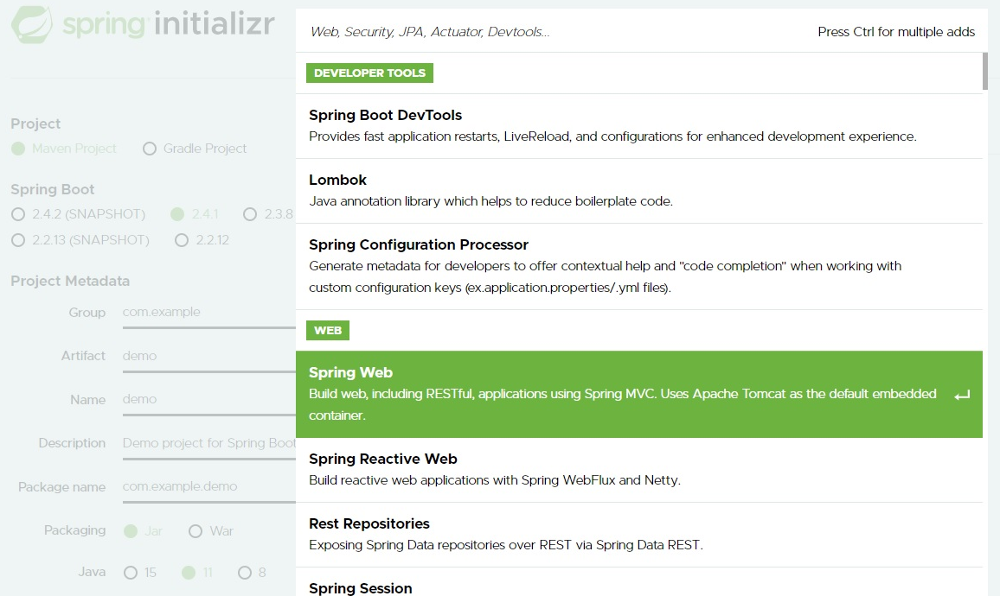 spring initializr
Project
Maven Project Gradle Project
Spring Boot
2.4.2 (SNAPSHOT) 2.4.1 2.3.8
2.2.13 (SNAPSHOT) 2.2.12
Project Metadata
Group com.example
Artifact demo
Name demo
Description Demo project for Spring Boot
Package name com.example.demo
Packaging Jar War
Java 15 11 8
Web, Security, JPA, Actuator, Devtools... Press Ctrl for multiple adds
DEVELOPER TOOLS
Spring Boot DevTools
Provides fast application restarts, LiveReload, and configurations for enhanced development experience.
Lombok
Java annotation library which helps to reduce boilerplate code.
Spring Configuration Processor
Generate metadata for developers to offer contextual help and "code completion" when working with
custom configuration keys (ex.application.properties/.yml files).
WEB
Spring Web
Build web, including RESTful, applications using Spring MVC. Uses Apache Tomcat as the default embedded
container.
Spring Reactive Web
Build reactive web applications with Spring WebFlux and Netty.
Rest Repositories
Exposing Spring Data repositories over REST via Spring Data REST.
Spring Session